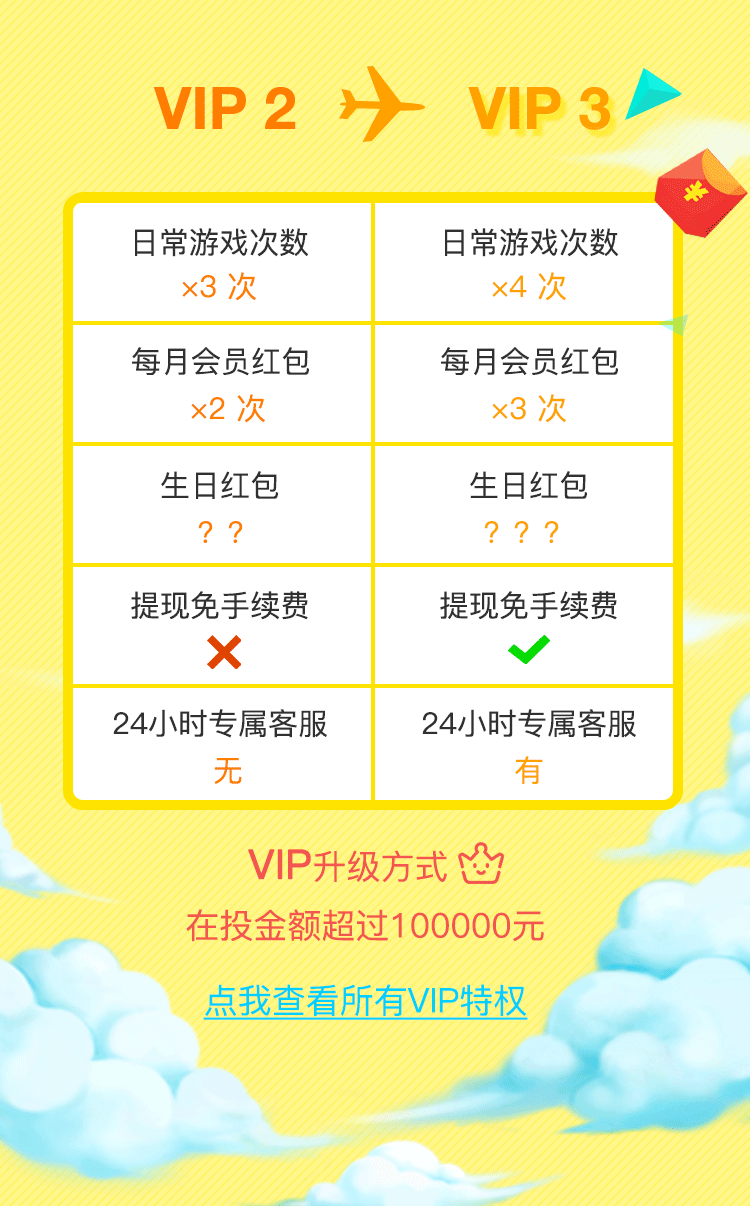 VIP 2 VIP 3
日常游戏次数 日常游戏次数
×3 次 ×4 次
每月会员红包 每月会员红包
×2 次 ×3 次
生日红包 生日红包
？？ ？？？
提现免手续费 提现免手续费
24小时专属客服 24小时专属客服
无 有
VIP升级方式
在投金额超过100000元
点我查看所有VIP特权